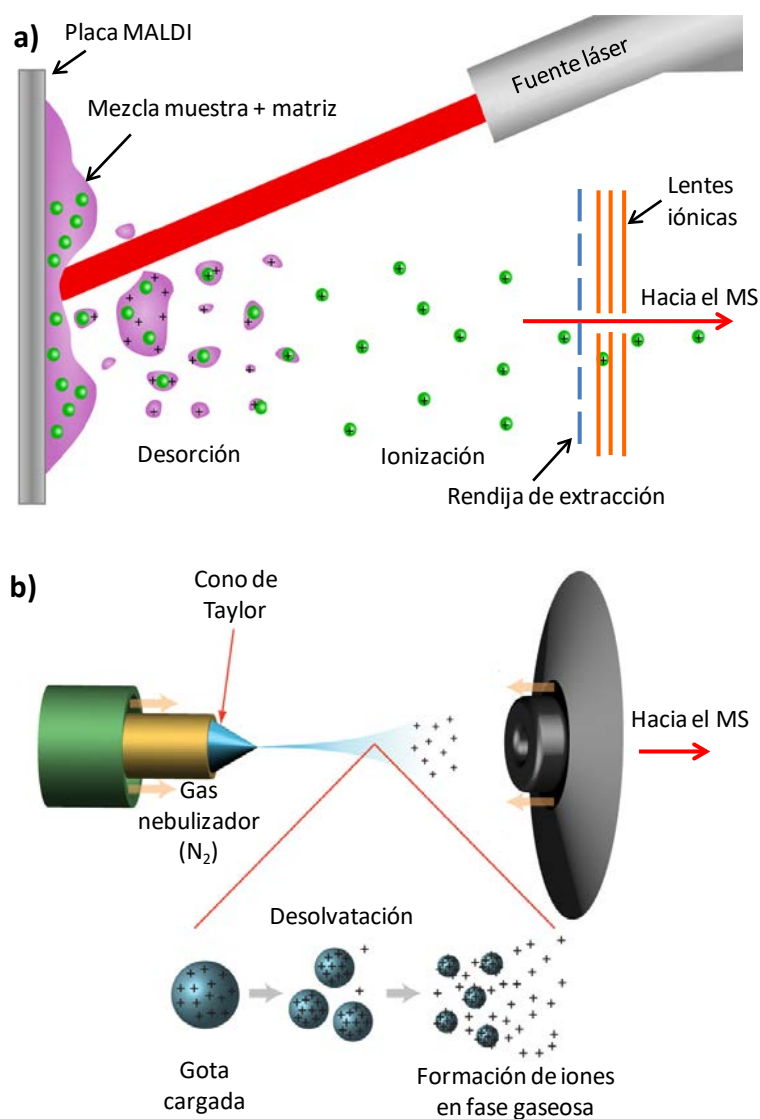 a)
Placa MALDI
Mezcla muestra + matriz
Fuente láser
Lentes
iónicas
Hacia el MS
Desorción
Ionización
Rendija de extracción
b)
Cono de
Taylor
Hacia el MS
Gas
nebulizador
(N₂)
Desolvatación
Gota
cargada
Formación de iones
en fase gaseosa